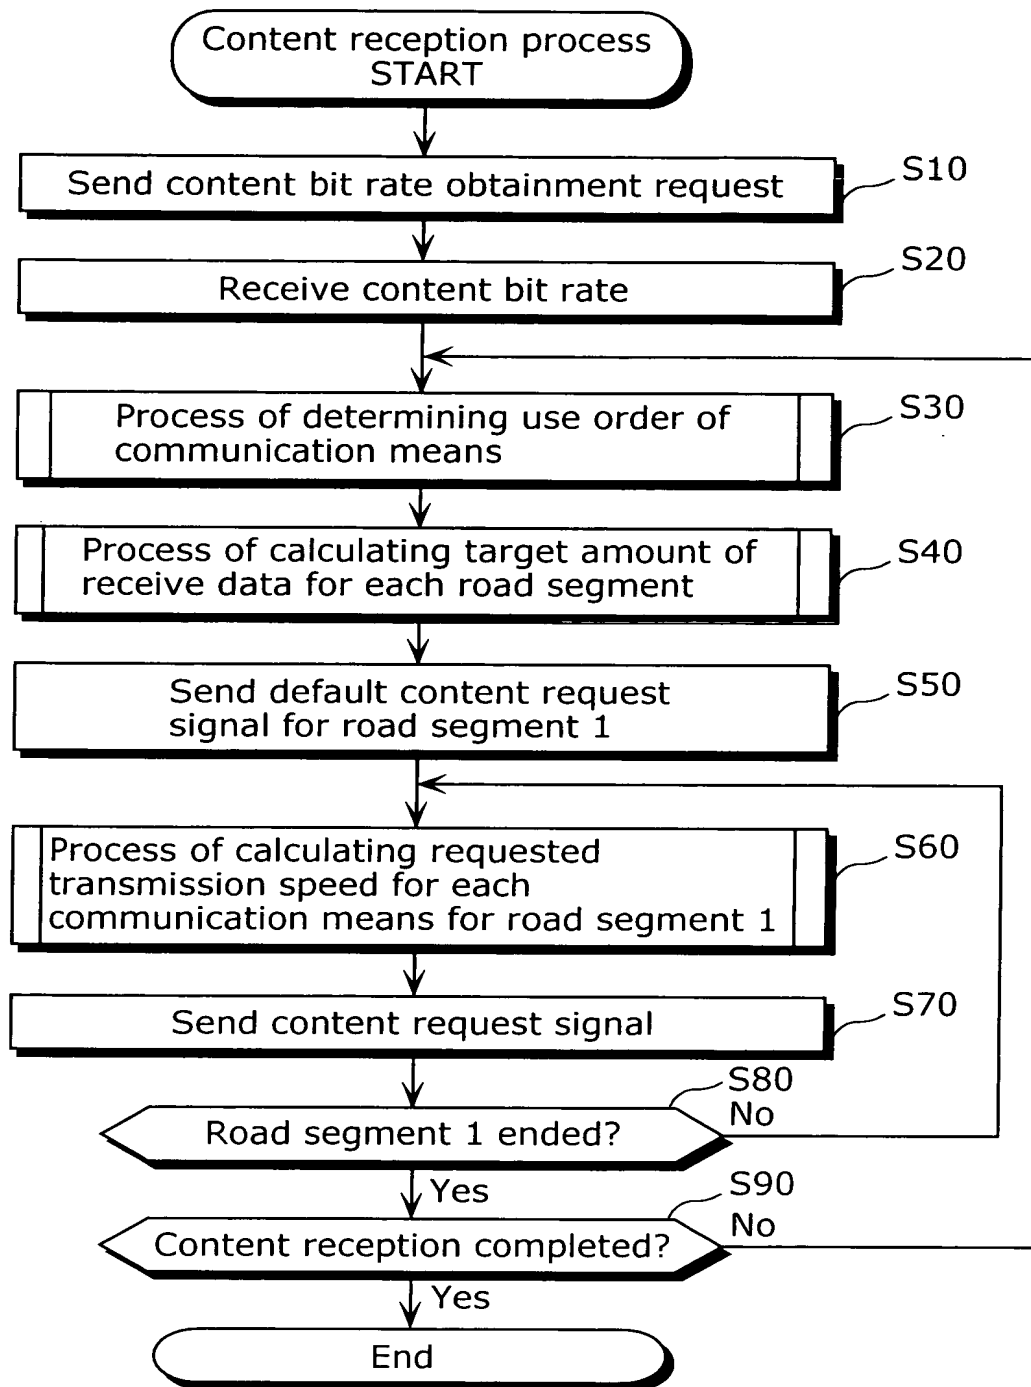 Content reception process
START
Send content bit rate obtainment request
S10
Receive content bit rate
S20
Process of determining use order of
communication means
S30
Process of calculating target amount of
receive data for each road segment
S40
Send default content request
signal for road segment 1
S50
Process of calculating requested
transmission speed for each
communication means for road segment 1
S60
Send content request signal
S70
Road segment 1 ended?
S80
No
Yes
Content reception completed?
S90
No
Yes
End